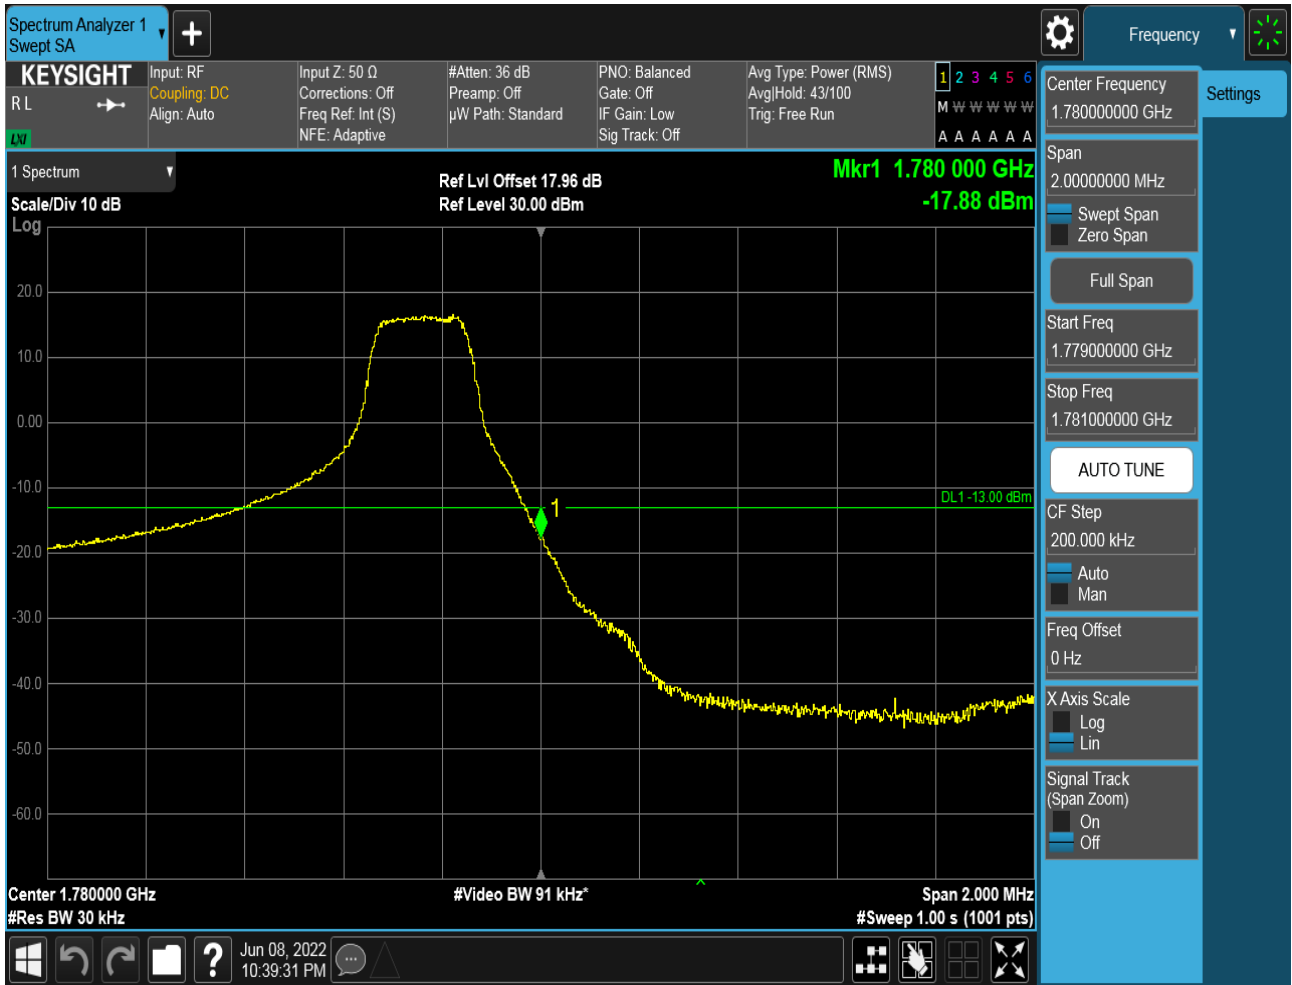 Spectrum Analyzer 1
Swept SA
Frequency
KEYSIGHT
R L
LXI
Input: RF
Coupling: DC
Align: Auto
Input Z: 50 Ω
Corrections: Off
Freq Ref: Int (S)
NFE: Adaptive
#Atten: 36 dB
Preamp: Off
µW Path: Standard
PNO: Balanced
Gate: Off
IF Gain: Low
Sig Track: Off
Avg Type: Power (RMS)
Avg|Hold: 43/100
Trig: Free Run
1 2 3 4 5 6
M W W W W W
A A A A A A
1 Spectrum
Scale/Div 10 dB
Log
Ref Lvl Offset 17.96 dB
Ref Level 30.00 dBm
Mkr1 1.780 000 GHz
-17.88 dBm
20.0
10.0
0.00
-10.0
-20.0
-30.0
-40.0
-50.0
-60.0
DL1 -13.00 dBm
1
Center 1.780000 GHz
#Res BW 30 kHz
#Video BW 91 kHz*
Span 2.000 MHz
#Sweep 1.00 s (1001 pts)
Jun 08, 2022
10:39:31 PM
?
Center Frequency
1.780000000 GHz
Settings
Span
2.00000000 MHz
Swept Span
Zero Span
Full Span
Start Freq
1.779000000 GHz
Stop Freq
1.781000000 GHz
AUTO TUNE
CF Step
200.000 kHz
Auto
Man
Freq Offset
0 Hz
X Axis Scale
Log
Lin
Signal Track
(Span Zoom)
On
Off